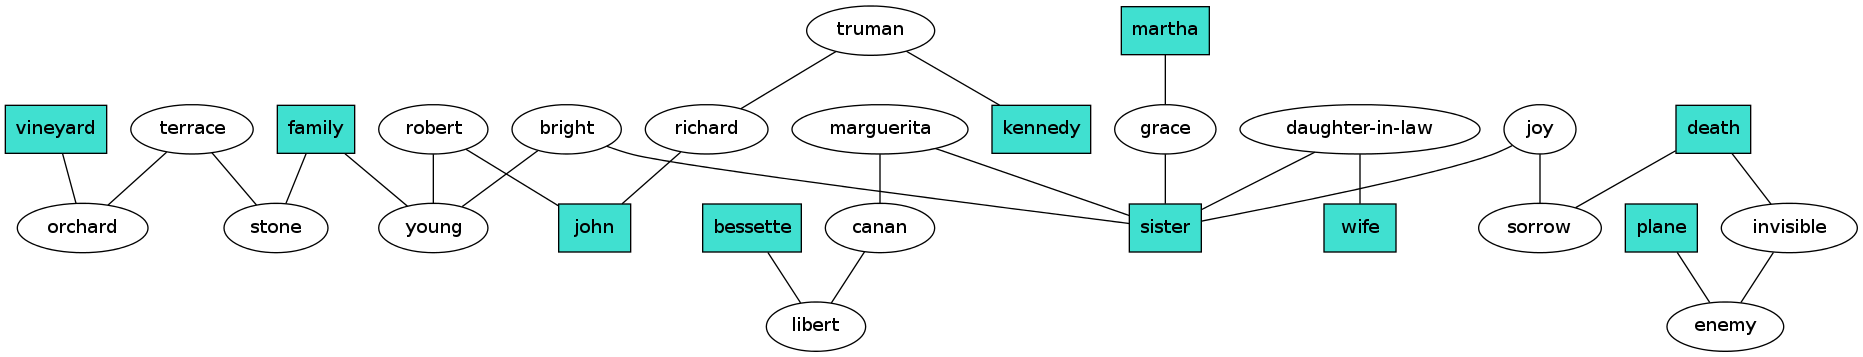 truman
martha
vineyard
terrace
family
robert
bright
richard
marguerita
kennedy
grace
daughter-in-law
joy
death
orchard
stone
young
john
bessette
canan
sister
wife
sorrow
plane
invisible
libert
enemy